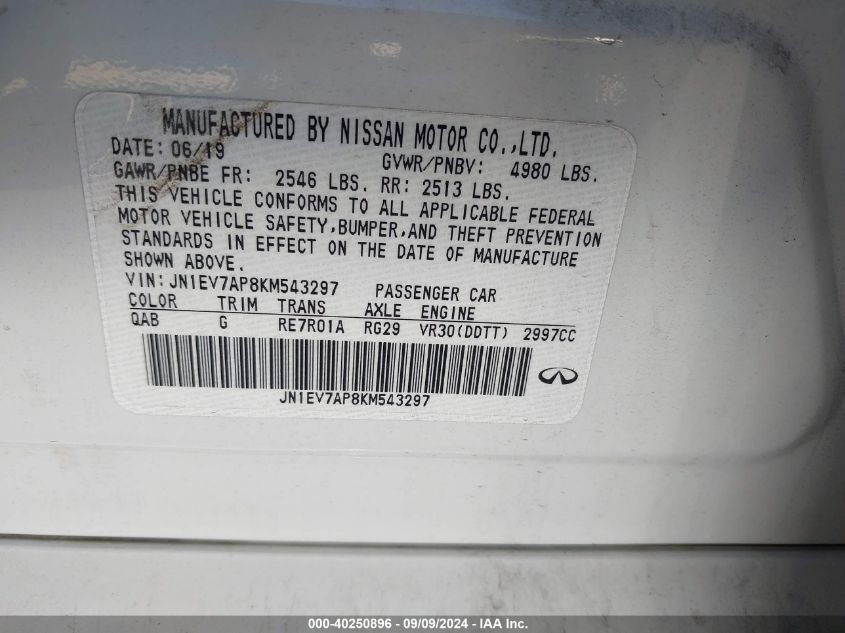 MANUFACTURED BY NISSAN MOTOR CO.,LTD.
DATE: 06/19 GVWR/PNBV: 4980 LBS.
GAWR/PNBE FR: 2546 LBS. RR: 2513 LBS.
THIS VEHICLE CONFORMS TO ALL APPLICABLE FEDERAL
MOTOR VEHICLE SAFETY,BUMPER,AND THEFT PREVENTION
STANDARDS IN EFFECT ON THE DATE OF MANUFACTURE
SHOWN ABOVE.
VIN:JN1EV7AP8KM543297 PASSENGER CAR
COLOR TRIM TRANS AXLE ENGINE
QAB G RE7R01A RG29 VR30(DDTT) 2997CC
JN1EV7AP8KM543297
000-40250896 - 09/09/2024 - IAA Inc.